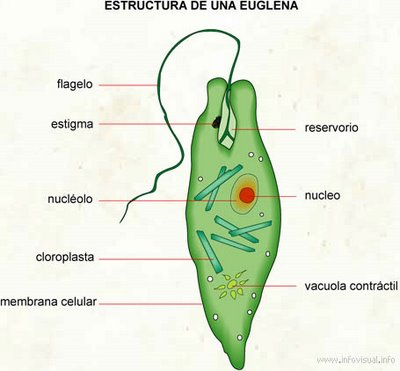 ESTRUCTURA DE UNA EUGLENA
flagelo
estigma
reservorio
nucléolo
nucleo
cloroplasta
vacuola contráctil
membrana celular
www.infovisual.info